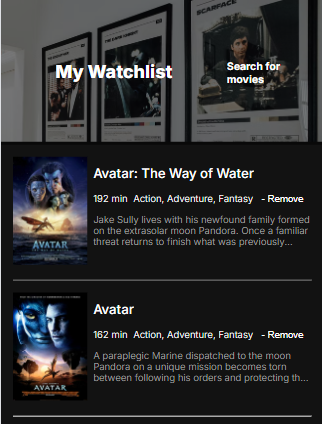 SCARFACE
My Watchlist
Search for
movies
Avatar: The Way of Water
192 min Action, Adventure, Fantasy - Remove
Jake Sully lives with his newfound family formed
on the extrasolar moon Pandora. Once a familiar
threat returns to finish what was previously...
AVATAR
Avatar
162 min Action, Adventure, Fantasy - Remove
A paraplegic Marine dispatched to the moon
Pandora on a unique mission becomes torn
between following his orders and protecting th...
AVATAR